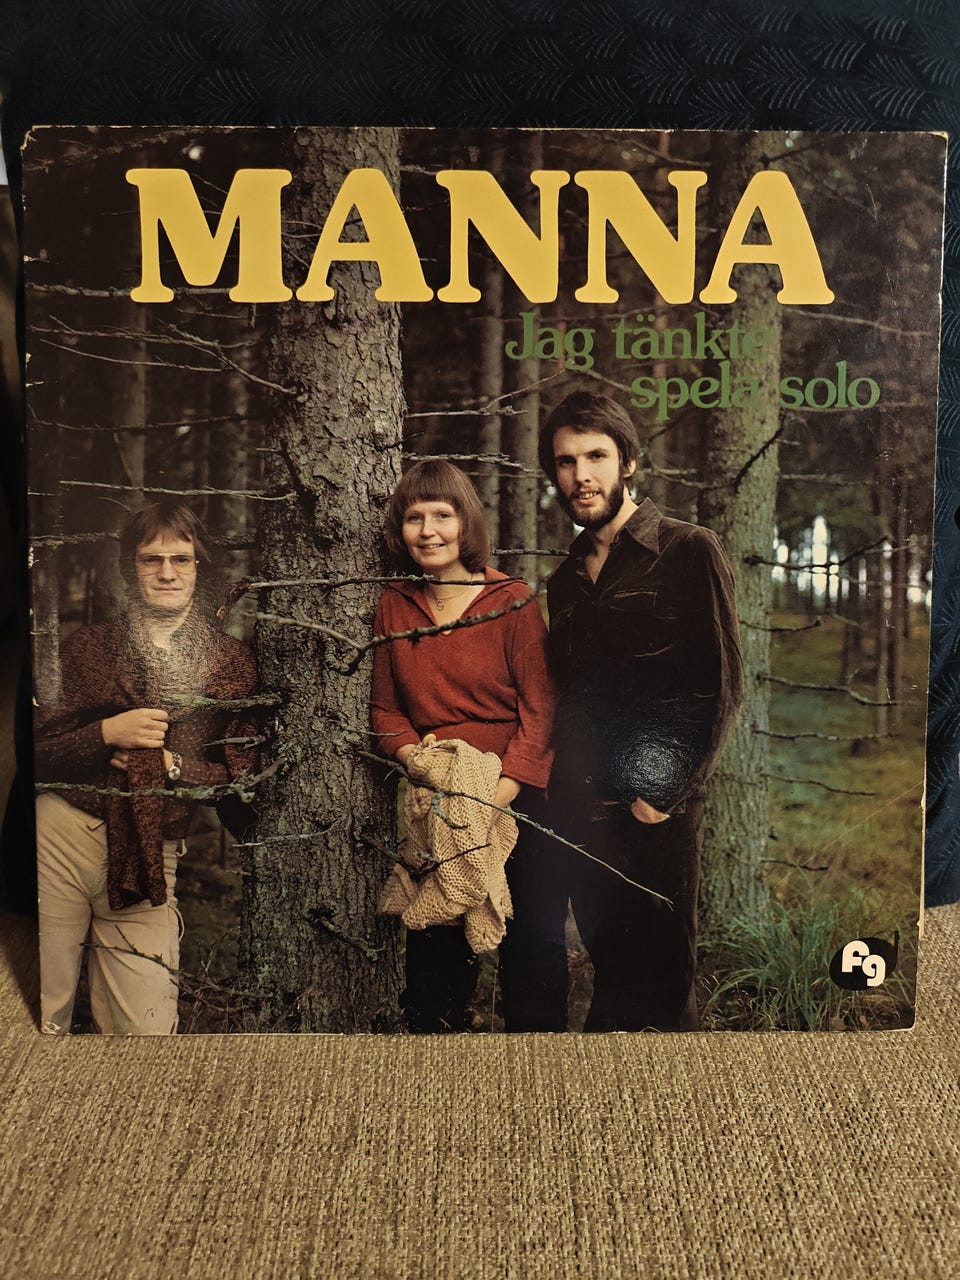 MANNA
Jag tänkte
spela solo
fg